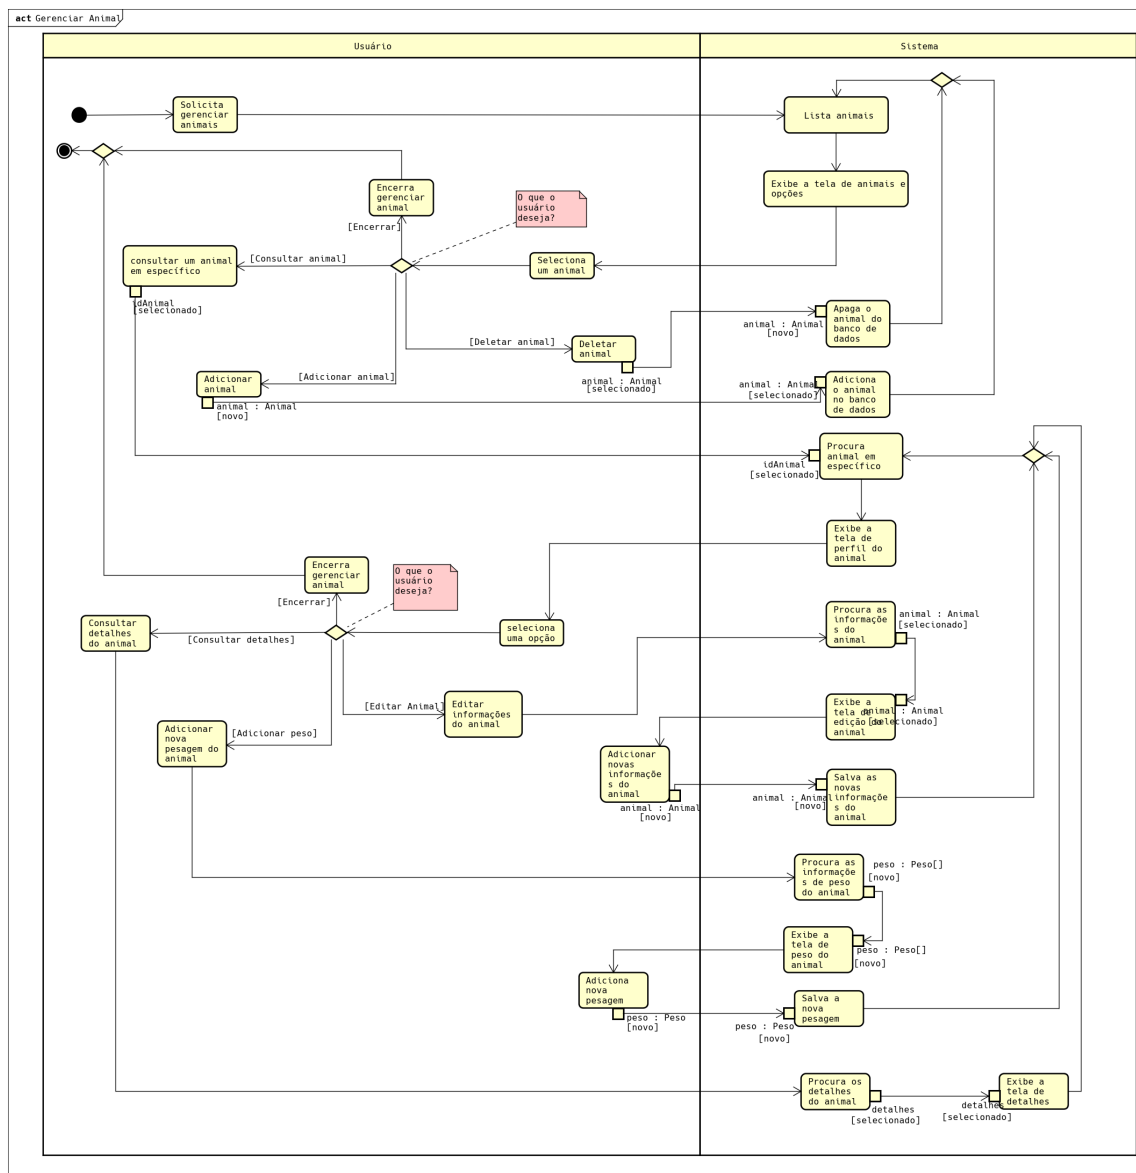 act Gerenciar Animal
Usuário
Sistema
Solicita
gerenciar
animais
Lista animais
Exibe a tela de animais e
opções
Encerra
gerenciar
animal
O que o
usuário
deseja?
[Encerrar]
consultar um animal
em específico
[Consultar animal]
Seleciona
um animal
idAnimal
[selecionado]
Apaga o
animal do
banco de
dados
animal : Animal
[novo]
[Deletar animal]
Deletar
animal
animal : Animal
[selecionado]
[Adicionar animal]
Adicionar
animal
animal : Animal
[novo]
animal : Animal
[selecionado]
Adiciona
o animal
no banco
de dados
Procura
animal em
específico
idAnimal
[selecionado]
Exibe a
tela de
perfil do
animal
Encerra
gerenciar
animal
O que o
usuário
deseja?
[Encerrar]
Consultar
detalhes
do animal
[Consultar detalhes]
seleciona
uma opção
Procura as
informaçõe
s do
animal
animal : Animal
[selecionado]
[Editar Animal]
Editar
informações
do animal
Exibe a
tela de
edição do
animal
animal : Animal
[selecionado]
Adicionar
nova
pesagem do
animal
[Adicionar peso]
Adicionar
novas
informaçõe
s do
animal
animal : Animal
[novo]
animal : Animal
[novo]
Salva as
novas
informaçõe
s do
animal
Procura as
informaçõe
s de peso
do animal
peso : Peso[]
[novo]
Exibe a
tela de
peso do
animal
peso : Peso[]
[novo]
Adiciona
nova
pesagem
peso : Peso
[novo]
peso : Peso
[novo]
Salva a
nova
pesagem
Procura os
detalhes
do animal
detalhes
[selecionado]
detalhes
[selecionado]
Exibe a
tela de
detalhes